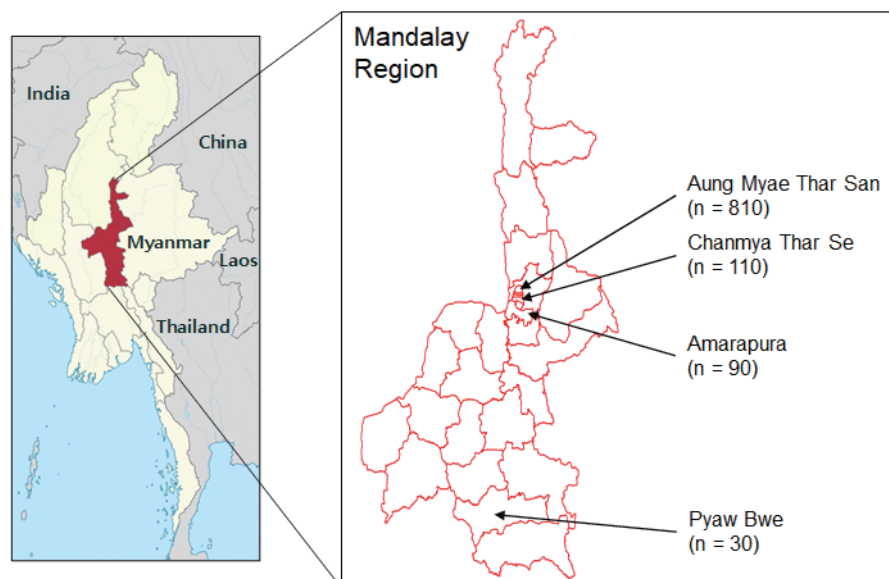 India
China
Myanmar
Laos
Thailand
Mandalay
Region
Aung Myae Thar San
(n = 810)
Chanmya Thar Se
(n = 110)
Amarapura
(n = 90)
Pyaw Bwe
(n = 30)